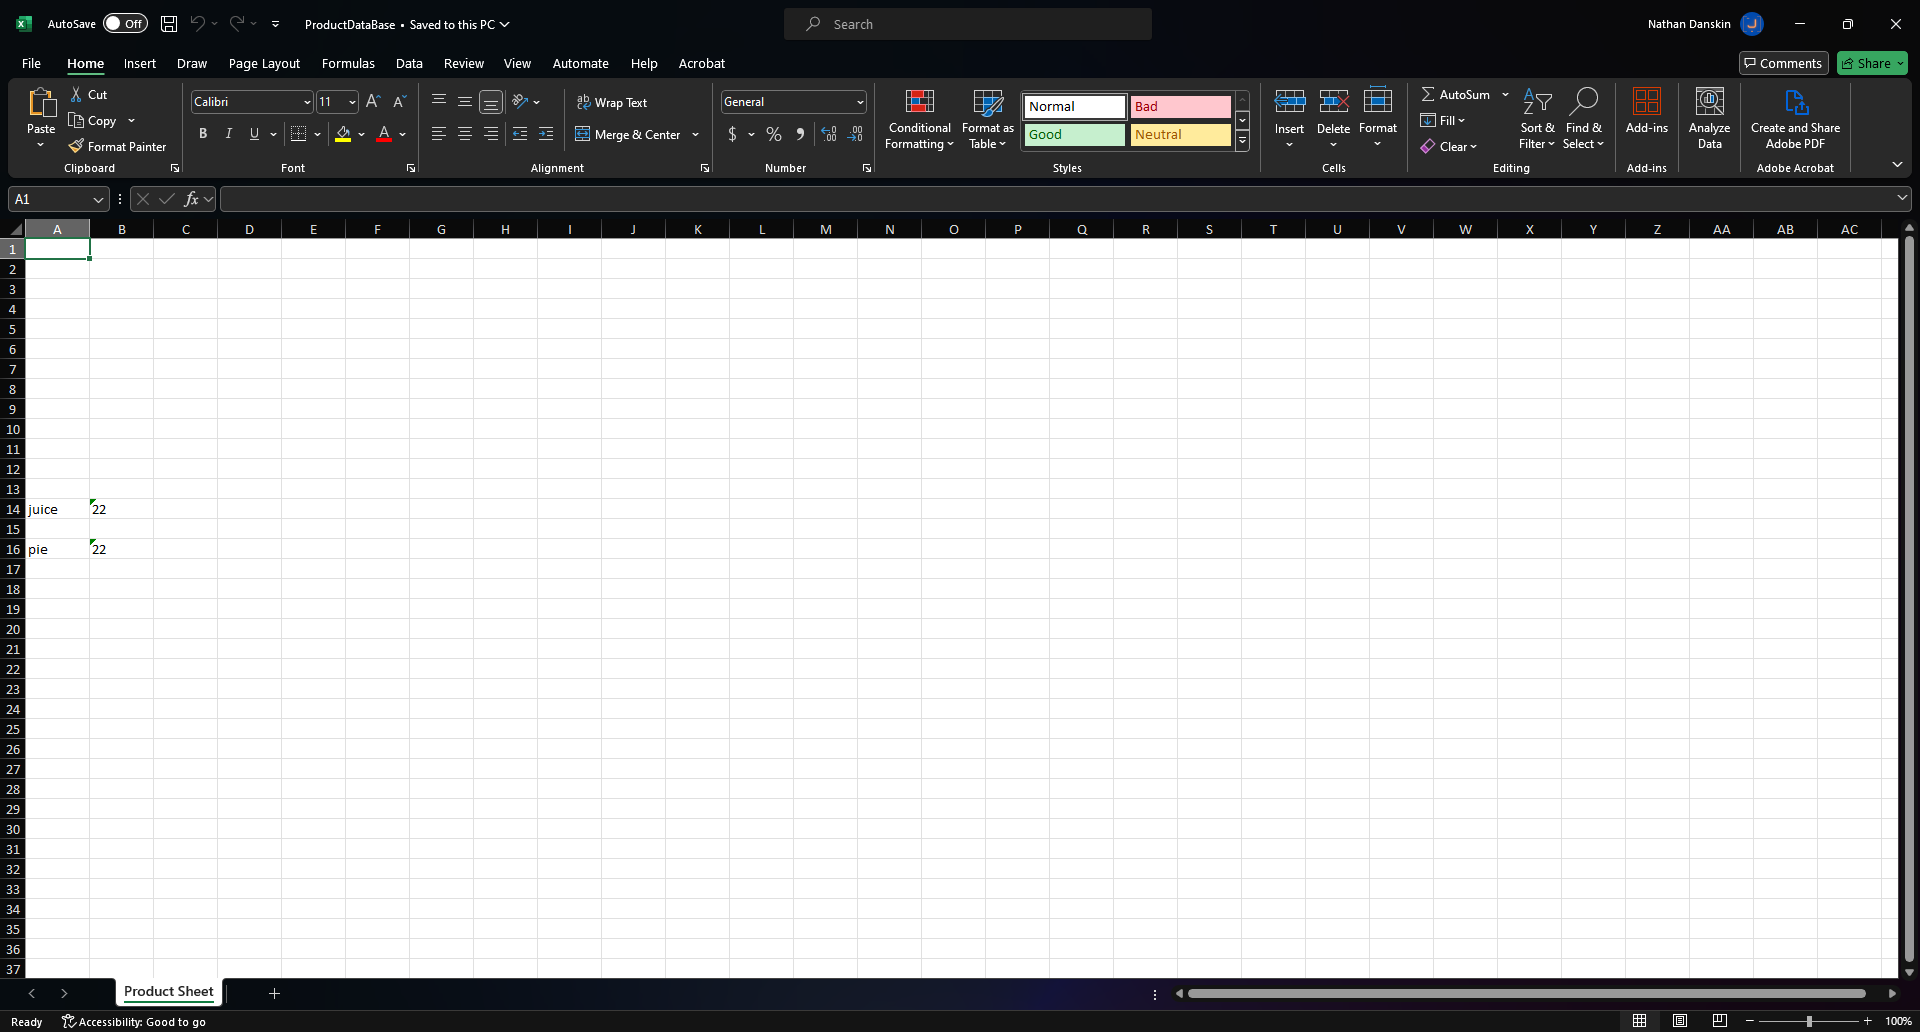 AutoSave Off ProductDataBase • Saved to this PC Search Nathan Danskin
File Home Insert Draw Page Layout Formulas Data Review View Automate Help Acrobat Comments Share
Paste Cut Copy Format Painter Clipboard
Calibri 11 B I U A Font
ab Wrap Text Merge & Center Alignment
General $ % Number
Conditional Formatting Format as Table Normal Bad Good Neutral Styles
Insert Delete Format Cells
AutoSum Fill Clear Sort & Filter Find & Select Editing
Add-ins Add-ins
Analyze Data
Create and Share Adobe PDF Adobe Acrobat
A1 fx
A B C D E F G H I J K L M N O P Q R S T U V W X Y Z AA AB AC
1
2
3
4
5
6
7
8
9
10
11
12
13
14 juice 22
15
16 pie 22
17
18
19
20
21
22
23
24
25
26
27
28
29
30
31
32
33
34
35
36
37
Product Sheet
Ready Accessibility: Good to go 100%